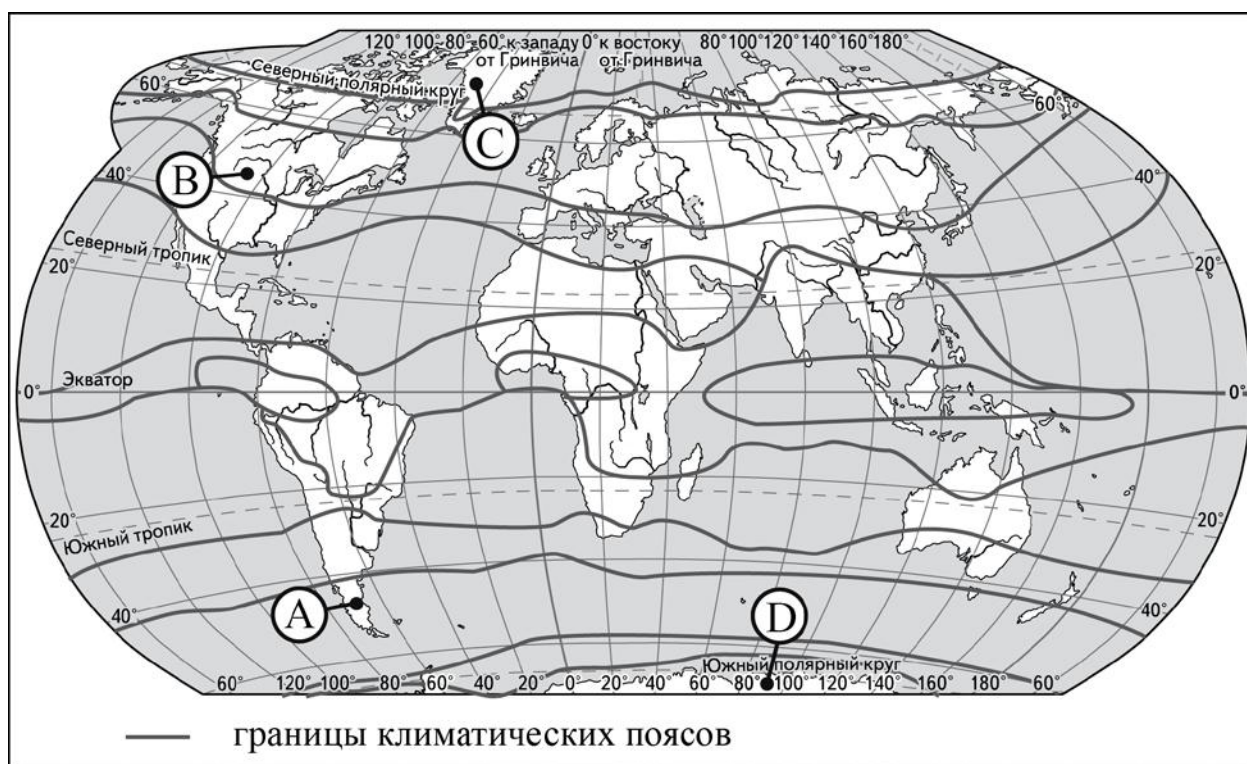 120° 100° 80° 60° к западу 0° к востоку 80° 100° 120° 140° 160° 180°
от Гринвича от Гринвича
Северный полярный круг
60° 60°
C
B
40° 40°
Северный тропик
20° 20°
Экватор
0° 0°
20° 20°
Южный тропик
A D
40° 40°
Южный полярный круг
60° 120° 100° 80° 60° 40° 20° 0° 20° 40° 60° 80° 100° 120° 140° 160° 180° 60°
границы климатических поясов